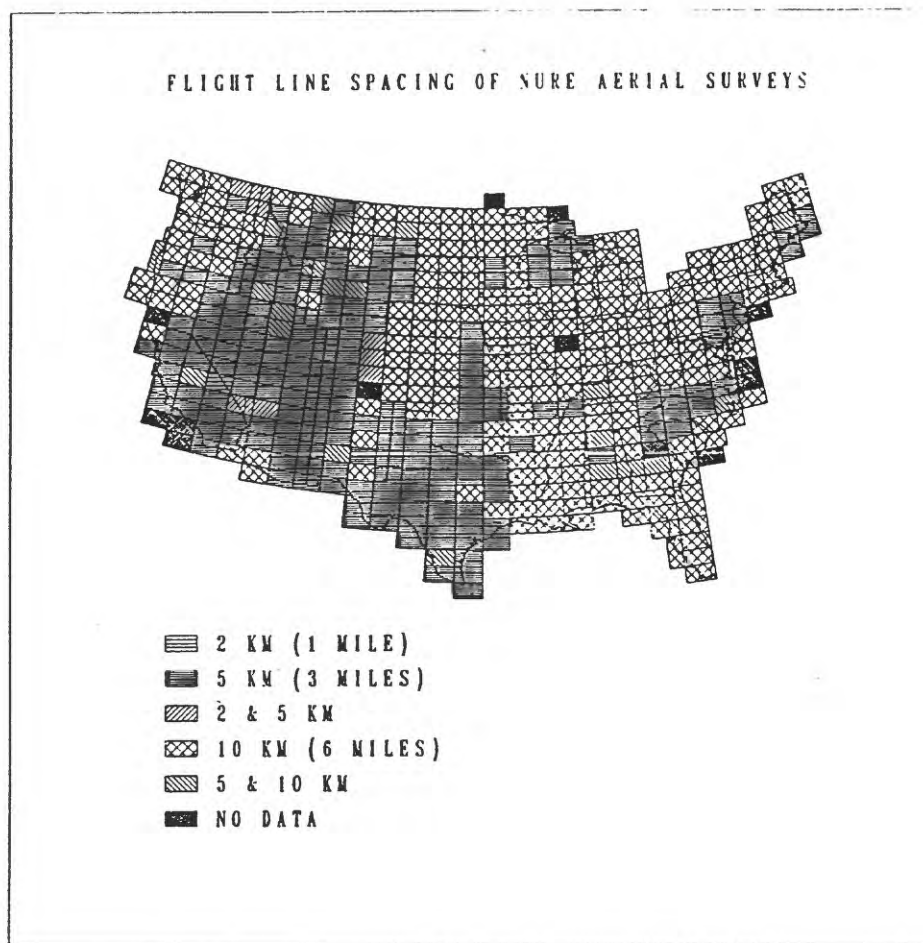 FLIGHT LINE SPACING OF NURE AERIAL SURVEYS
2 KM (1 MILE)
5 KM (3 MILES)
2 & 5 KM
10 KM (6 MILES)
5 & 10 KM
NO DATA